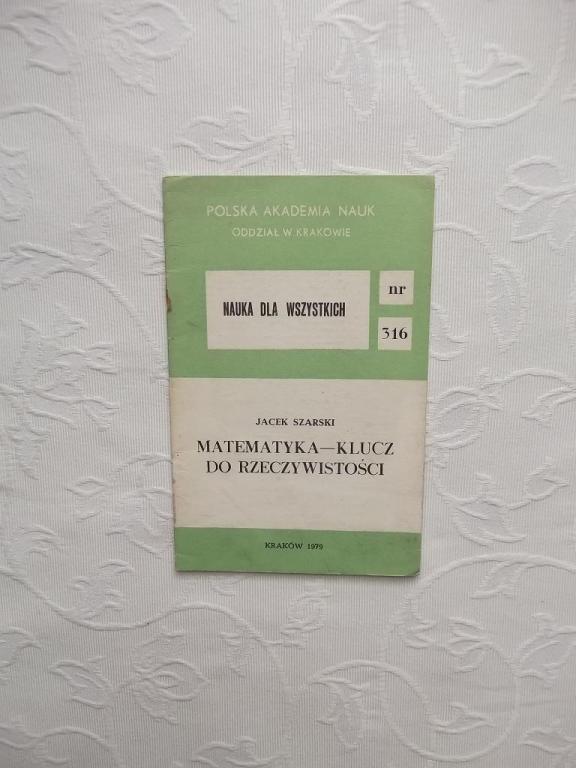 POLSKA AKADEMIA NAUK
ODDZIAŁ W KRAKOWIE
NAUKA DLA WSZYSTKICH
nr
316
JACEK SZARSKI
MATEMATYKA—KLUCZ
DO RZECZYWISTOŚCI
KRAKÓW 1979